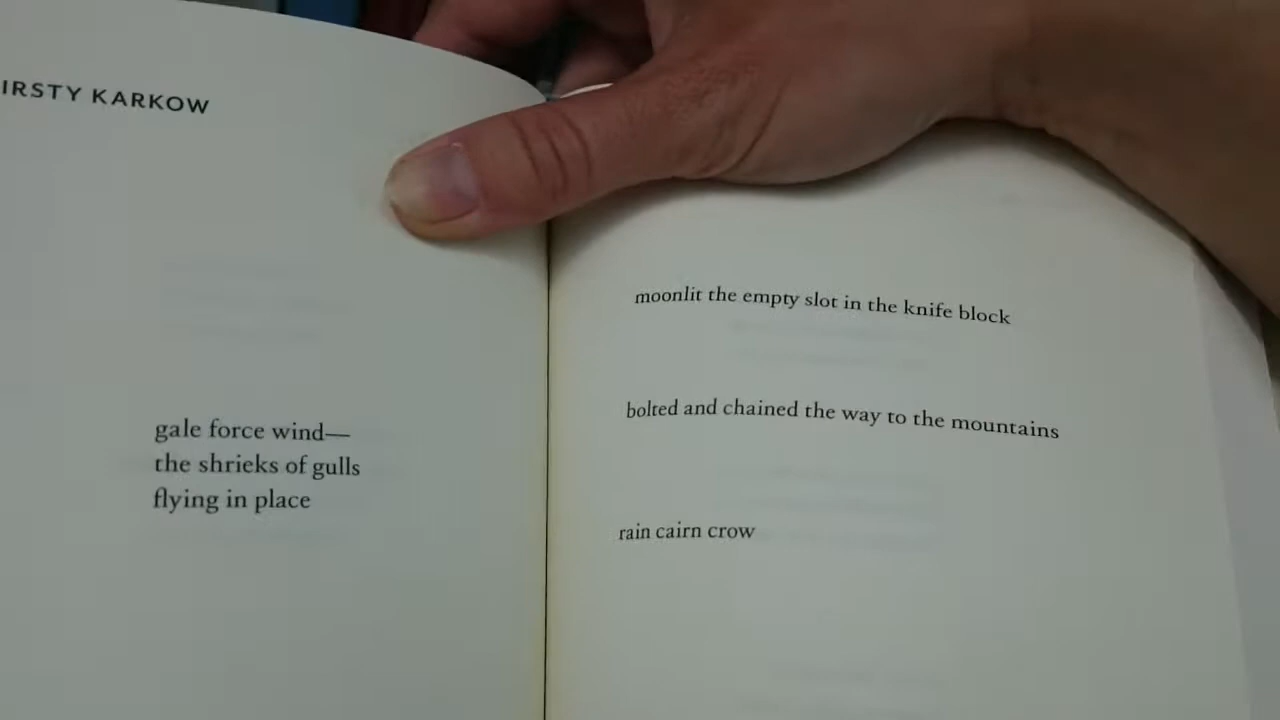 IRSTY KARKOW
gale force wind—
the shrieks of gulls
flying in place
moonlit the empty slot in the knife block
bolted and chained the way to the mountains
rain cairn crow